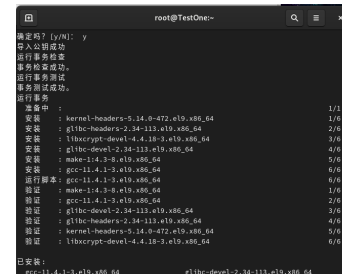 root@TestOne:~
确定吗？[y/N]： y
导入公钥成功
运行事务检查
事务检查成功。
运行事务测试
事务测试成功。
运行事务
准备中 : 1/1
安装 : kernel-headers-5.14.0-472.el9.x86_64 1/6
安装 : glibc-headers-2.34-113.el9.x86_64 2/6
安装 : libxcrypt-devel-4.4.18-3.el9.x86_64 3/6
安装 : glibc-devel-2.34-113.el9.x86_64 4/6
安装 : make-1:4.3-8.el9.x86_64 5/6
安装 : gcc-11.4.1-3.el9.x86_64 6/6
运行脚本: gcc-11.4.1-3.el9.x86_64 6/6
验证 : make-1:4.3-8.el9.x86_64 1/6
验证 : gcc-11.4.1-3.el9.x86_64 2/6
验证 : glibc-devel-2.34-113.el9.x86_64 3/6
验证 : glibc-headers-2.34-113.el9.x86_64 4/6
验证 : kernel-headers-5.14.0-472.el9.x86_64 5/6
验证 : libxcrypt-devel-4.4.18-3.el9.x86_64 6/6
已安装:
gcc-11.4.1-3.el9.x86_64 glibc-devel-2.34-113.el9.x86_64